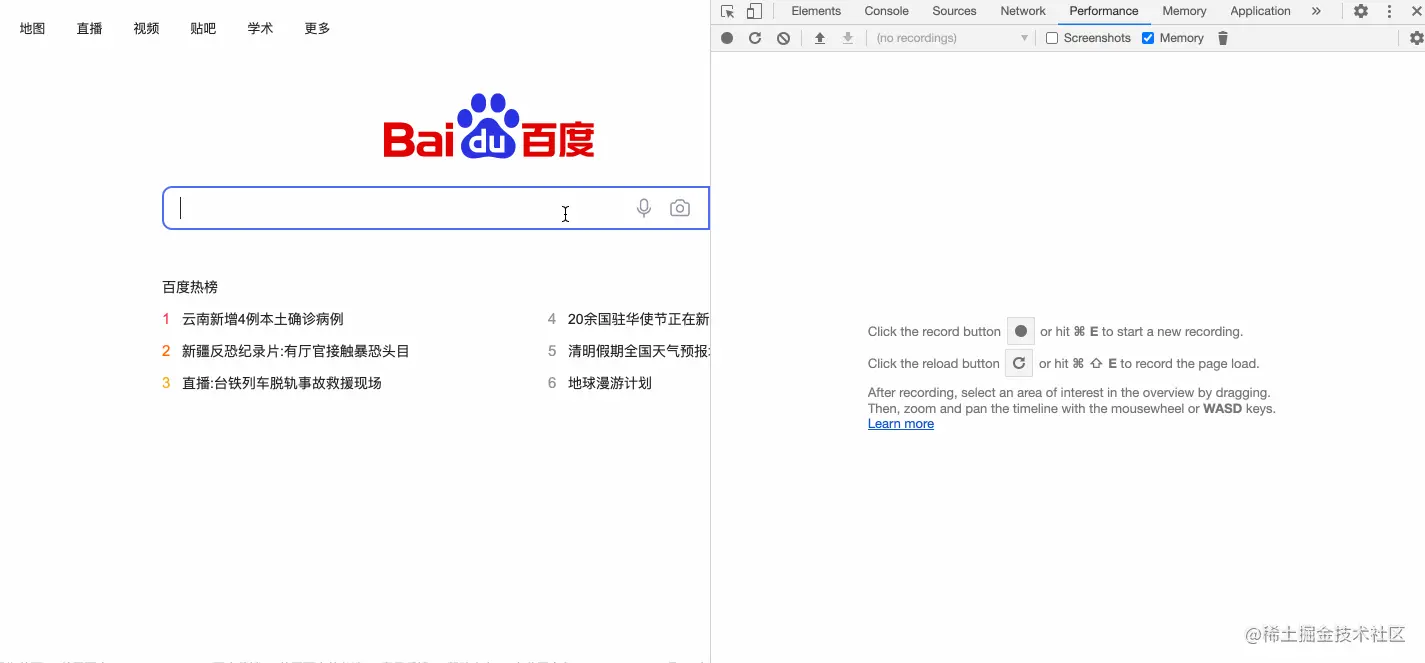 地图 直播 视频 贴吧 学术 更多
Bai du 百度
百度热榜
1 云南新增4例本土确诊病例
2 新疆反恐纪录片:有厅官接触暴恐头目
3 直播:台铁列车脱轨事故救援现场
4 20余国驻华使节正在新
5 清明假期全国天气预报
6 地球漫游计划
Elements Console Sources Network Performance Memory Application »
(no recordings) Screenshots Memory
Click the record button or hit ⌘ E to start a new recording.
Click the reload button or hit ⌘ ⇧ E to record the page load.
After recording, select an area of interest in the overview by dragging.
Then, zoom and pan the timeline with the mousewheel or WASD keys.
Learn more
@稀土掘金技术社区